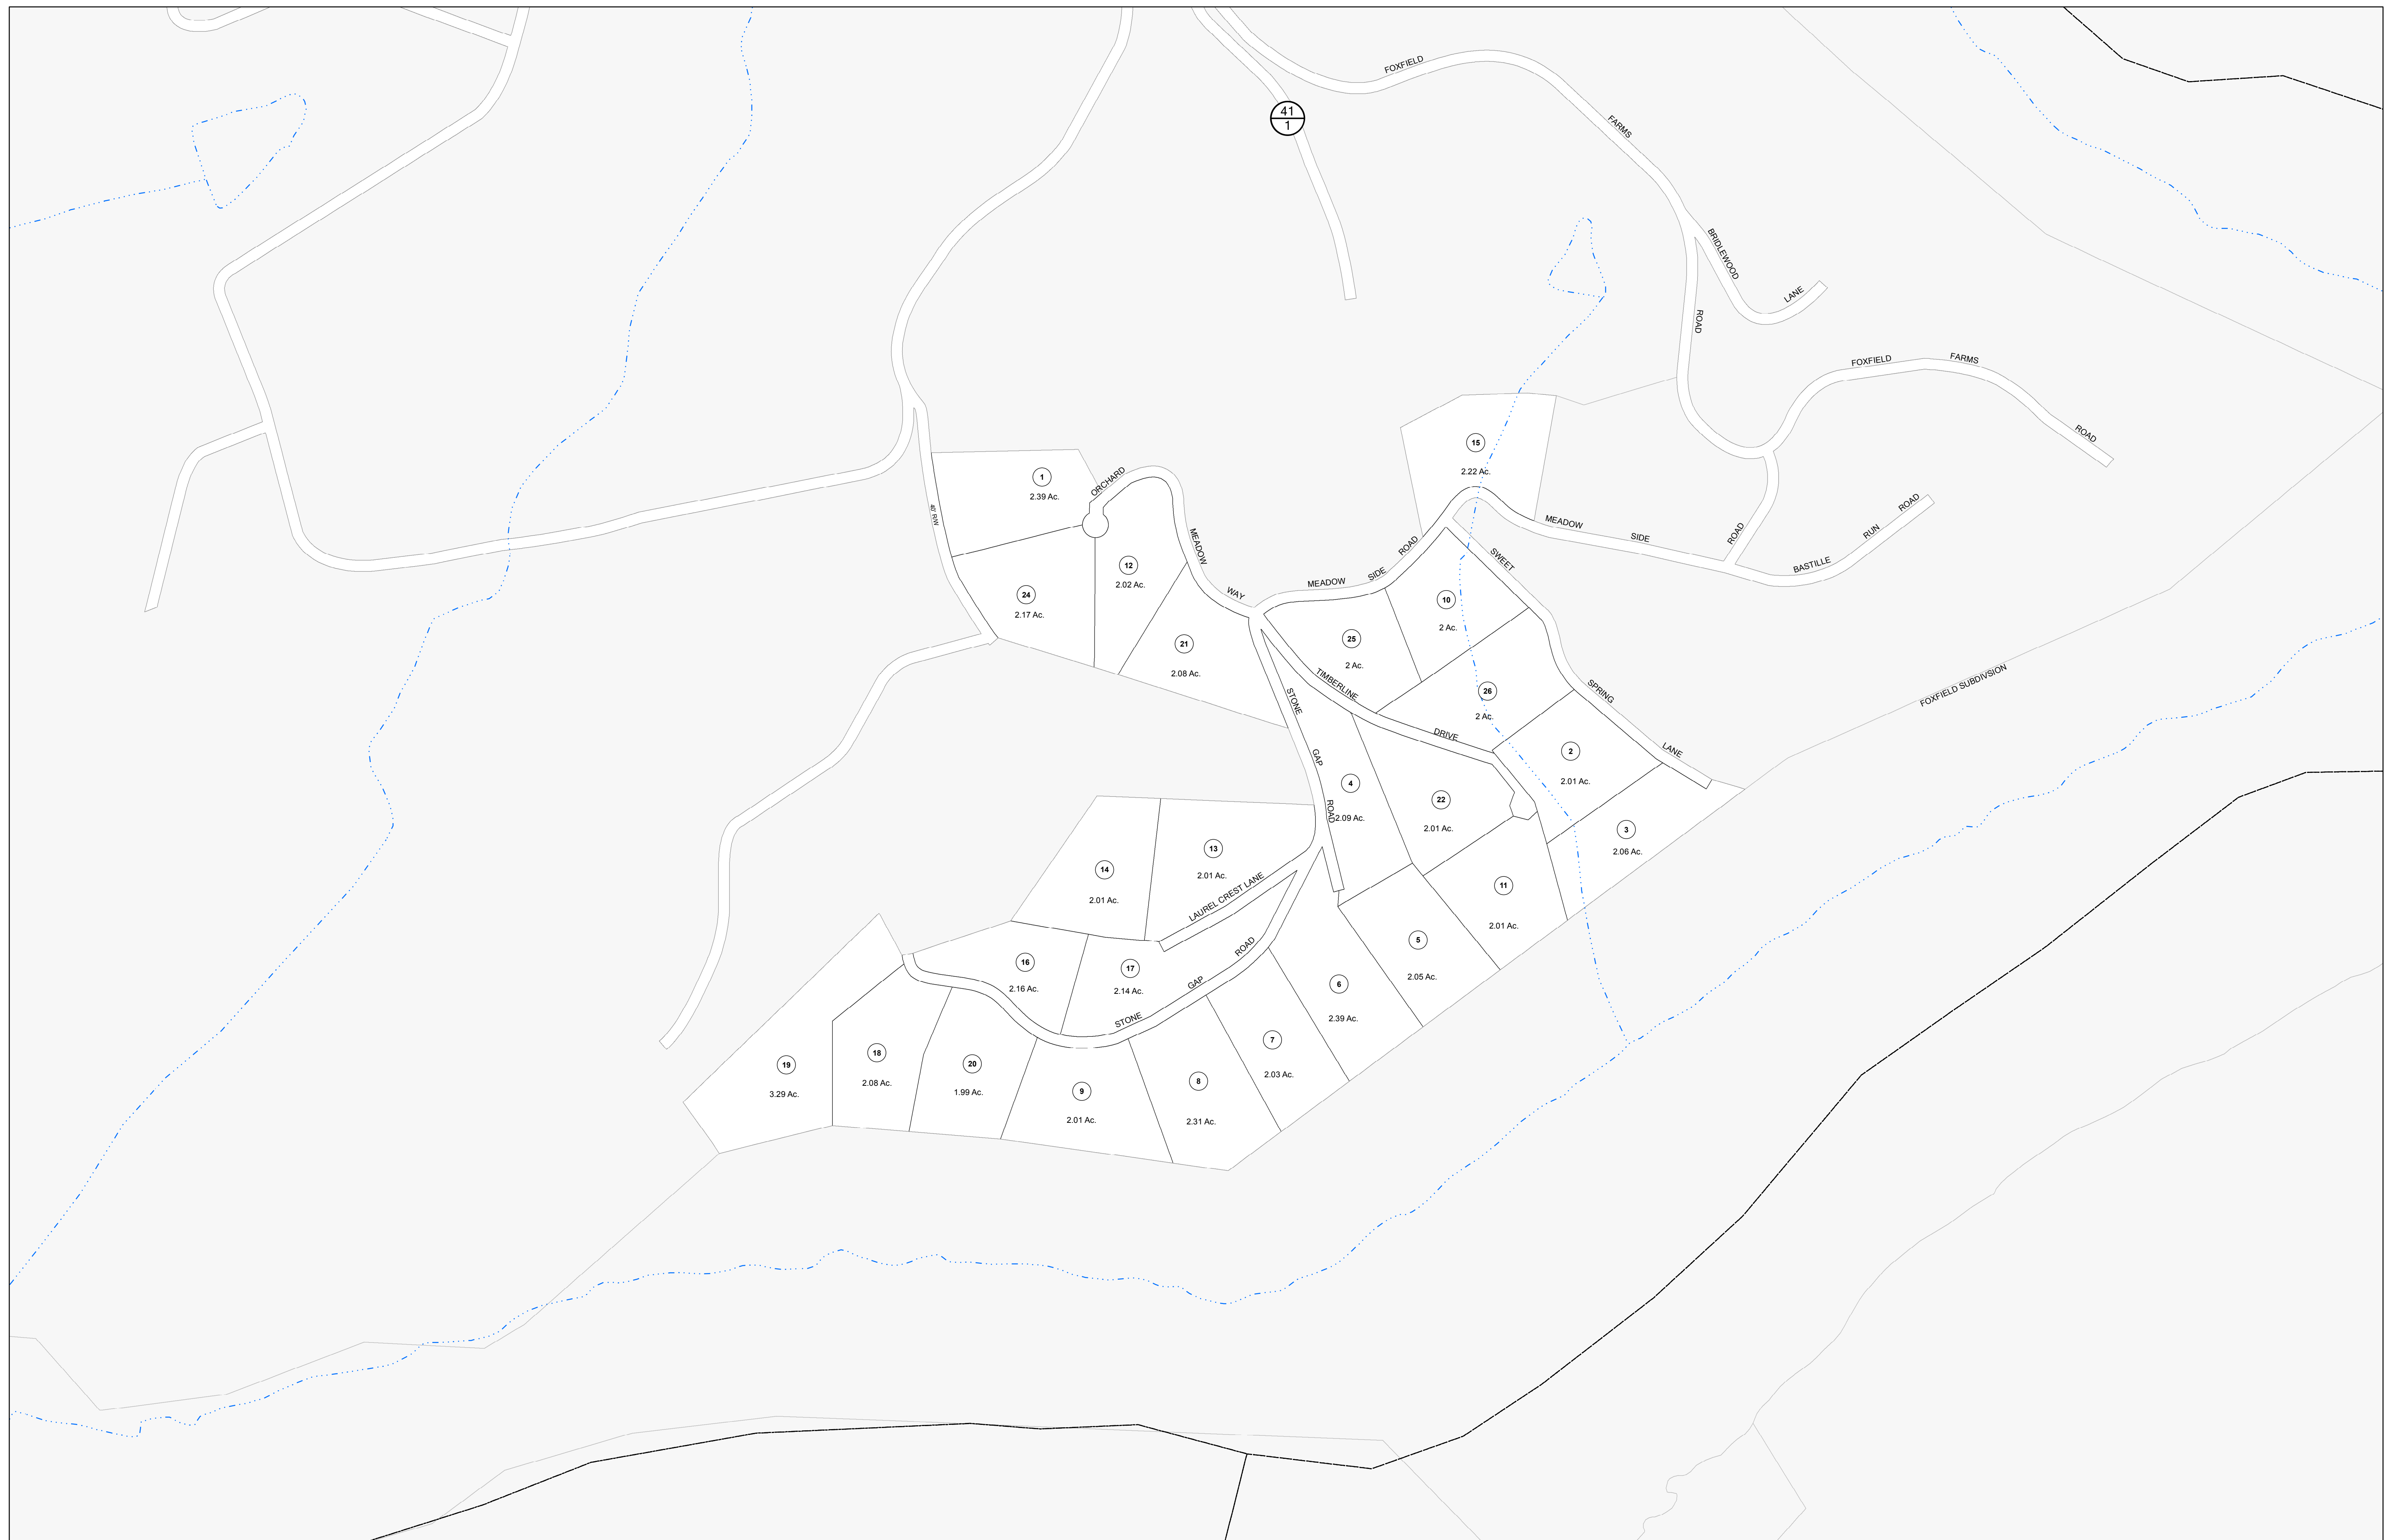 FOXFIELD
41
1
FARMS
BRIDLEWOOD
LANE
ROAD
FOXFIELD
FARMS
ROAD
15
2.22 Ac.
1
2.39 Ac.
ORCHARD
40' R/W
MEADOW
WAY
MEADOW
SIDE
ROAD
MEADOW
SIDE
ROAD
BASTILLE
RUN
ROAD
SWEET
SPRING
LANE
12
2.02 Ac.
24
2.17 Ac.
21
2.08 Ac.
10
2 Ac.
25
2 Ac.
26
2 Ac.
TIMBERLINE
DRIVE
STONE
GAP
ROAD
FOXFIELD SUBDIVSION
2
2.01 Ac.
4
2.09 Ac.
22
2.01 Ac.
3
2.06 Ac.
13
2.01 Ac.
14
2.01 Ac.
LAUREL CREST LANE
11
2.01 Ac.
5
2.05 Ac.
16
2.16 Ac.
17
2.14 Ac.
STONE
GAP
ROAD
6
2.39 Ac.
7
2.03 Ac.
19
3.29 Ac.
18
2.08 Ac.
20
1.99 Ac.
9
2.01 Ac.
8
2.31 Ac.